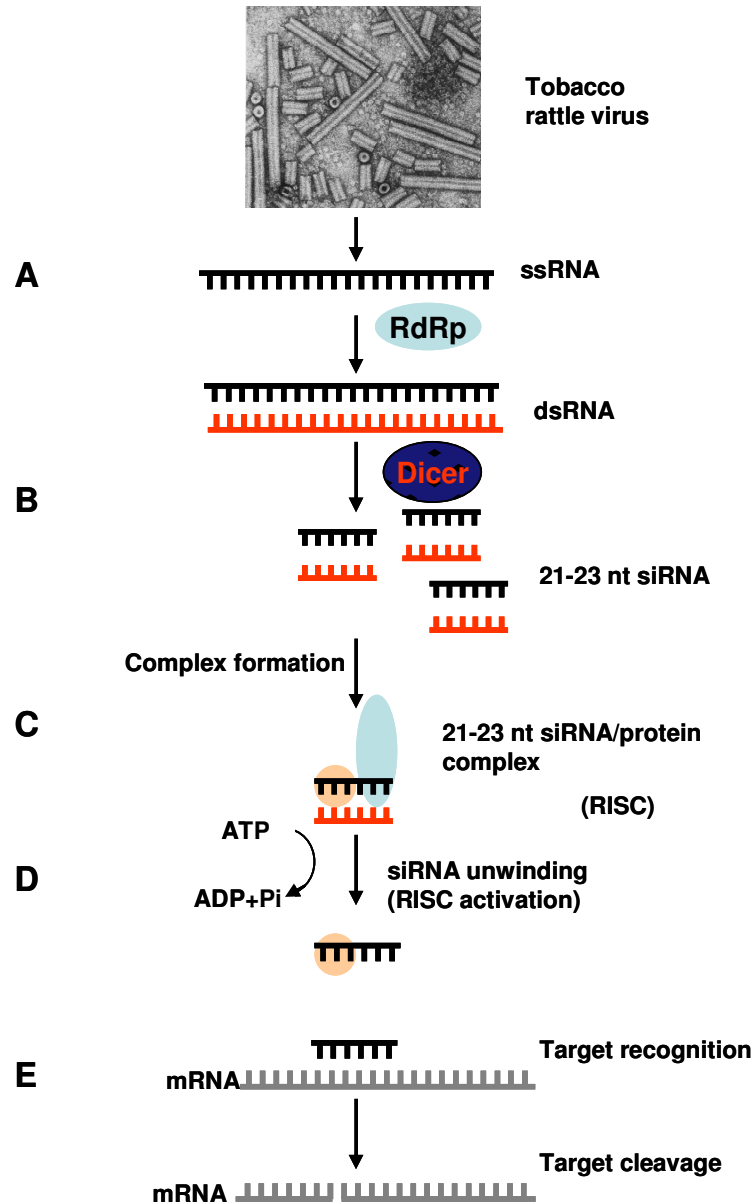 Tobacco
rattle virus
A
ssRNA
RdRp
dsRNA
Dicer
B
21-23 nt siRNA
Complex formation
C
21-23 nt siRNA/protein
complex
(RISC)
ATP
D
siRNA unwinding
ADP+Pi
(RISC activation)
Target recognition
E
mRNA
Target cleavage
mRNA